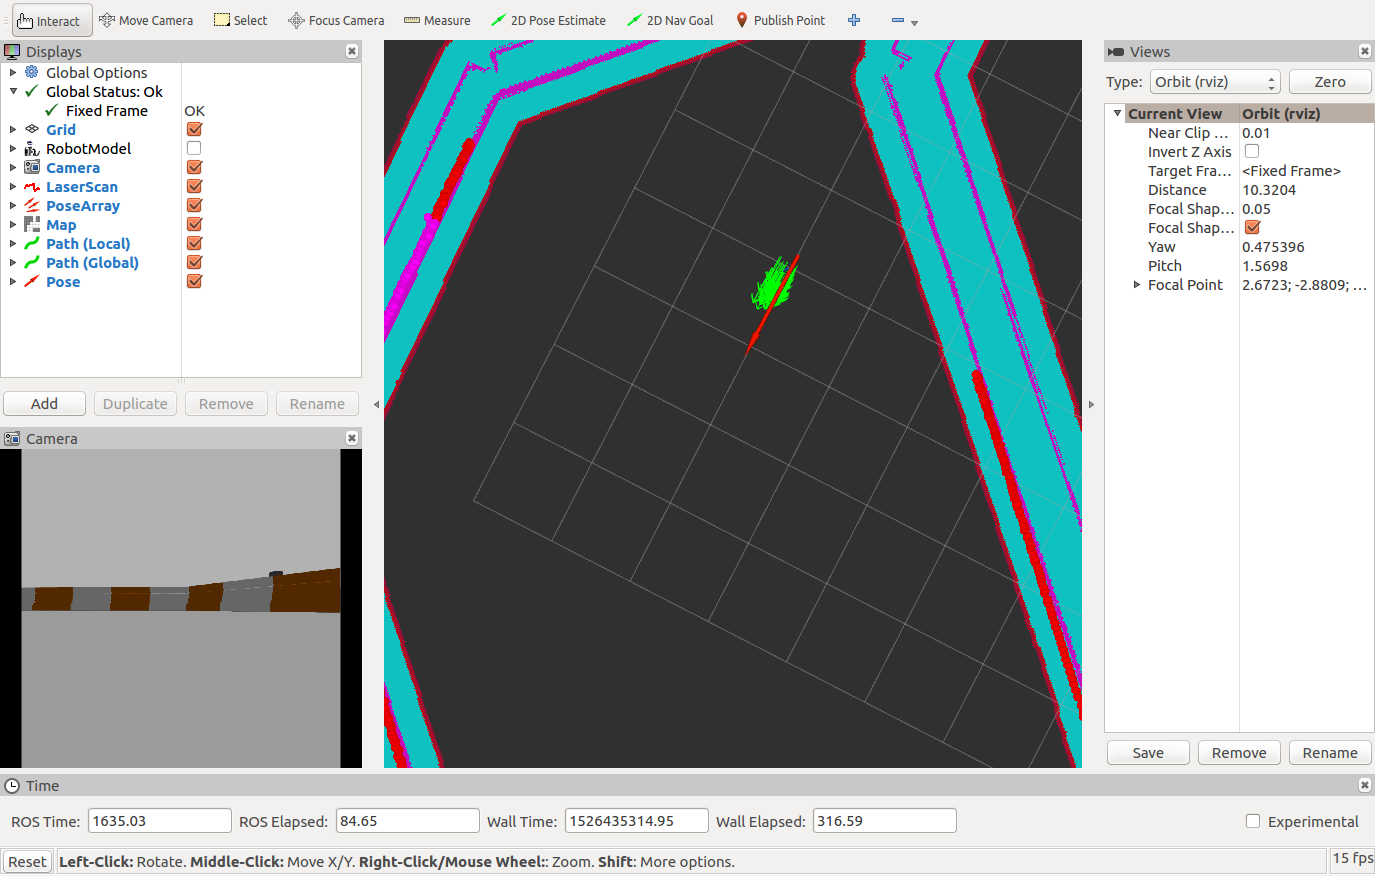 Interact Move Camera Select Focus Camera Measure 2D Pose Estimate 2D Nav Goal Publish Point
Displays
Global Options
Global Status: Ok
Fixed Frame OK
Grid
RobotModel
Camera
LaserScan
PoseArray
Map
Path (Local)
Path (Global)
Pose
Add Duplicate Remove Rename
Camera
Views
Type: Orbit (rviz) Zero
Current View Orbit (rviz)
Near Clip ... 0.01
Invert Z Axis
Target Fra... <Fixed Frame>
Distance 10.3204
Focal Shap... 0.05
Focal Shap...
Yaw 0.475396
Pitch 1.5698
Focal Point 2.6723; -2.8809; ...
Save Remove Rename
Time
ROS Time: 1635.03 ROS Elapsed: 84.65 Wall Time: 1526435314.95 Wall Elapsed: 316.59 Experimental
Reset Left-Click: Rotate. Middle-Click: Move X/Y. Right-Click/Mouse Wheel:: Zoom. Shift: More options. 15 fps